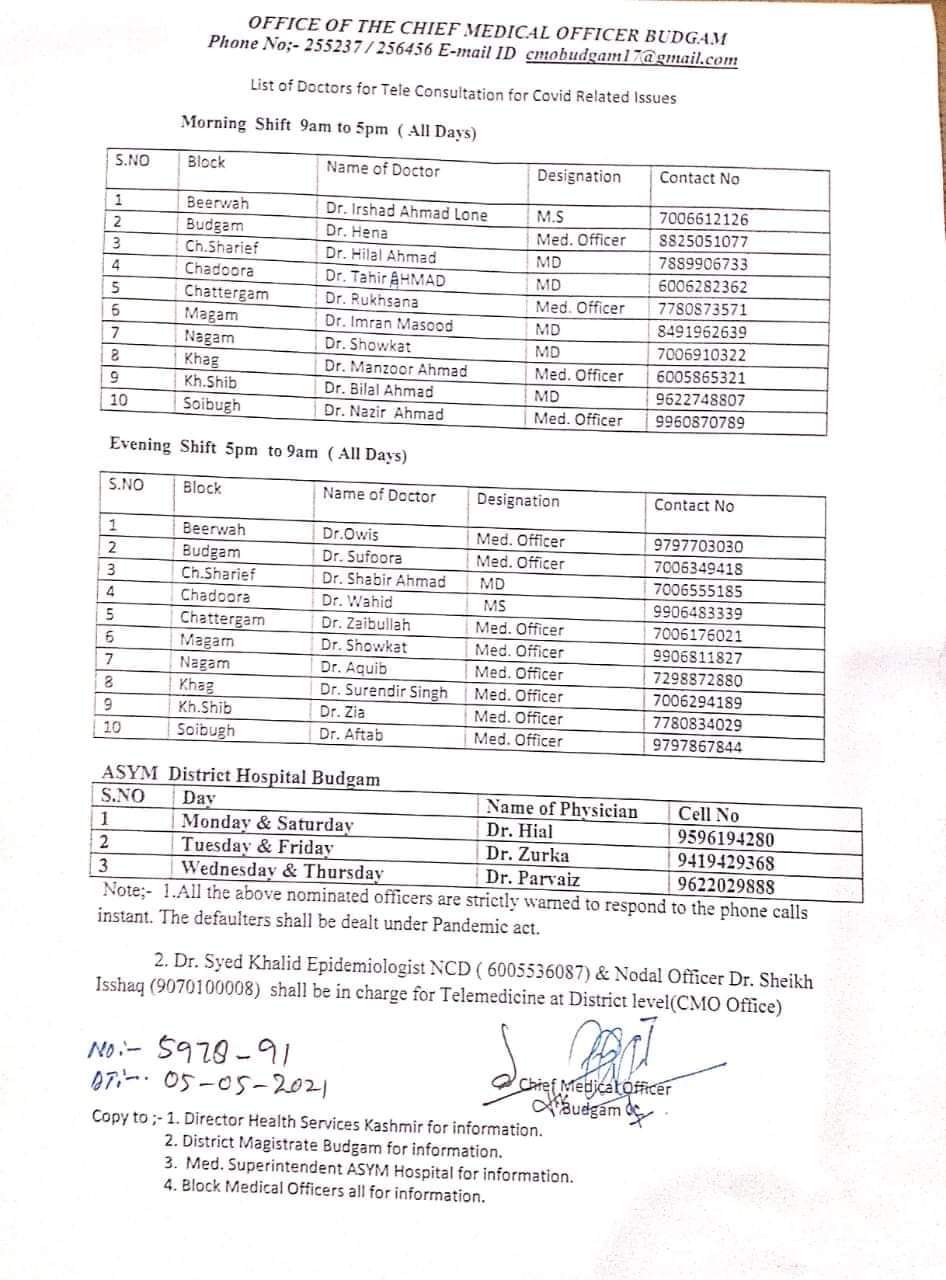 OFFICE OF THE CHIEF MEDICAL OFFICER BUDGAM
Phone No;- 255237 / 256456 E-mail ID cmobudgam17@gmail.com
List of Doctors for Tele Consultation for Covid Related Issues
Morning Shift 9am to 5pm ( All Days)
S.NO Block Name of Doctor Designation Contact No
1 Beerwah Dr. Irshad Ahmad Lone M.S 7006612126
2 Budgam Dr. Hena Med. Officer 8825051077
3 Ch.Sharief Dr. Hilal Ahmad MD 7889906733
4 Chadoora Dr. Tahir AHMAD MD 6006282362
5 Chattergam Dr. Rukhsana Med. Officer 7780873571
6 Magam Dr. Imran Masood MD 8491962639
7 Nagam Dr. Showkat MD 7006910322
8 Khag Dr. Manzoor Ahmad Med. Officer 6005865321
9 Kh.Shib Dr. Bilal Ahmad MD 9622748807
10 Soibugh Dr. Nazir Ahmad Med. Officer 9960870789
Evening Shift 5pm to 9am ( All Days)
S.NO Block Name of Doctor Designation Contact No
1 Beerwah Dr.Owis Med. Officer 9797703030
2 Budgam Dr. Sufoora Med. Officer 7006349418
3 Ch.Sharief Dr. Shabir Ahmad MD 7006555185
4 Chadoora Dr. Wahid MS 9906483339
5 Chattergam Dr. Zaibullah Med. Officer 7006176021
6 Magam Dr. Showkat Med. Officer 9906811827
7 Nagam Dr. Aquib Med. Officer 7298872880
8 Khag Dr. Surendir Singh Med. Officer 7006294189
9 Kh.Shib Dr. Zia Med. Officer 7780834029
10 Soibugh Dr. Aftab Med. Officer 9797867844
ASYM District Hospital Budgam
S.NO Day Name of Physician Cell No
1 Monday & Saturday Dr. Hial 9596194280
2 Tuesday & Friday Dr. Zurka 9419429368
3 Wednesday & Thursday Dr. Parvaiz 9622029888
Note;- 1.All the above nominated officers are strictly warned to respond to the phone calls
instant. The defaulters shall be dealt under Pandemic act.
2. Dr. Syed Khalid Epidemiologist NCD ( 6005536087) & Nodal Officer Dr. Sheikh
Isshaq (9070100008) shall be in charge for Telemedicine at District level(CMO Office)
No:- 5978-91
DT:-. 05-05-2021
Chief Medical Officer
Budgam
Copy to ;- 1. Director Health Services Kashmir for information.
2. District Magistrate Budgam for information.
3. Med. Superintendent ASYM Hospital for information.
4. Block Medical Officers all for information.